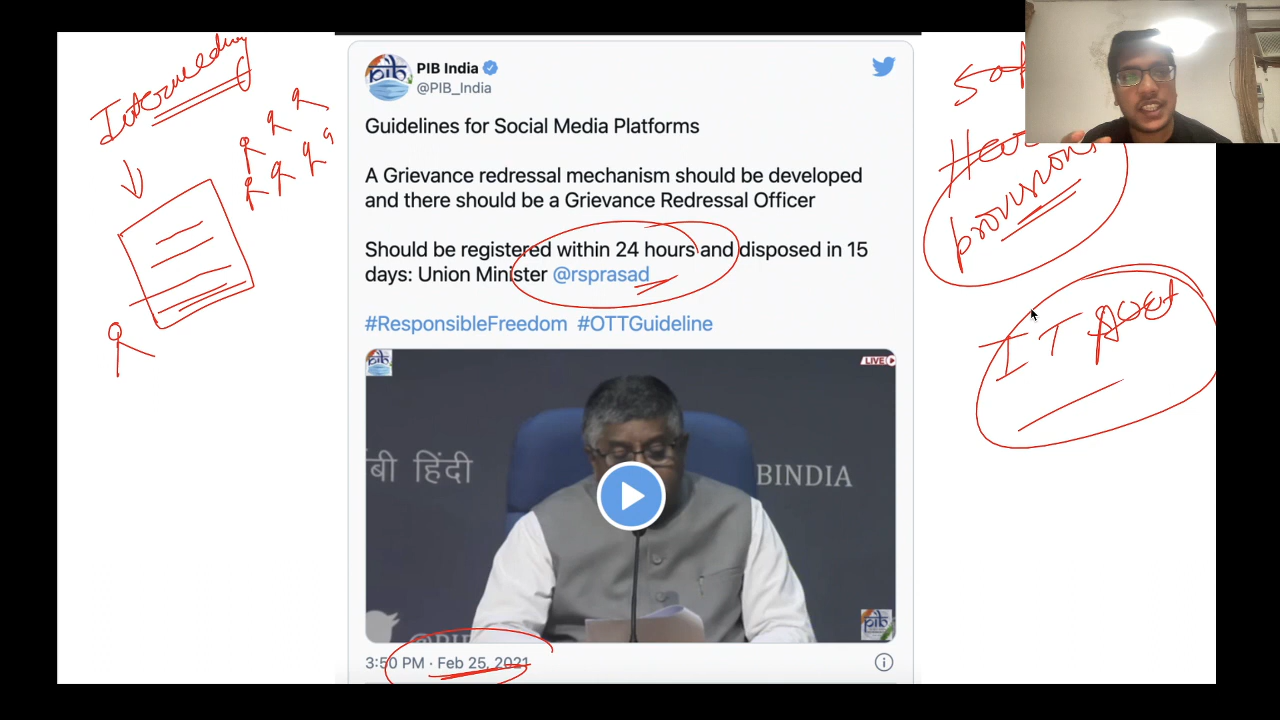 Intermediary
PIB India
@PIB_India
Guidelines for Social Media Platforms
A Grievance redressal mechanism should be developed
and there should be a Grievance Redressal Officer
Should be registered within 24 hours and disposed in 15
days: Union Minister @rsprasad
#ResponsibleFreedom #OTTGuideline
pib
LIVE
बी हिंदी
BINDIA
pib
3:50 PM · Feb 25, 2021
provisions
IT Act